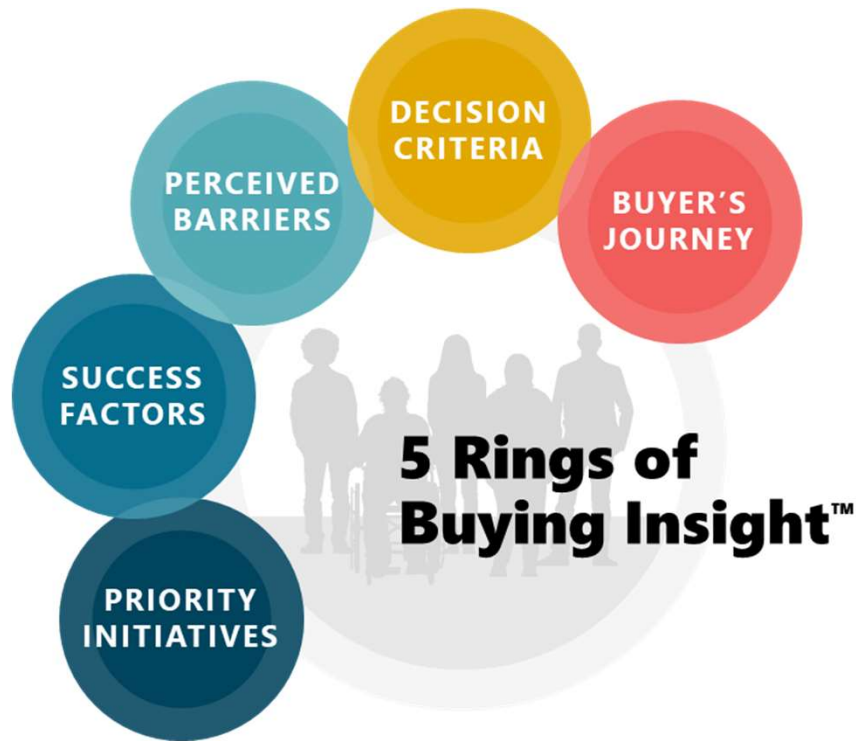 DECISION
CRITERIA
PERCEIVED
BARRIERS
BUYER'S
JOURNEY
SUCCESS
FACTORS
5 Rings of
Buying Insight™
PRIORITY
INITIATIVES